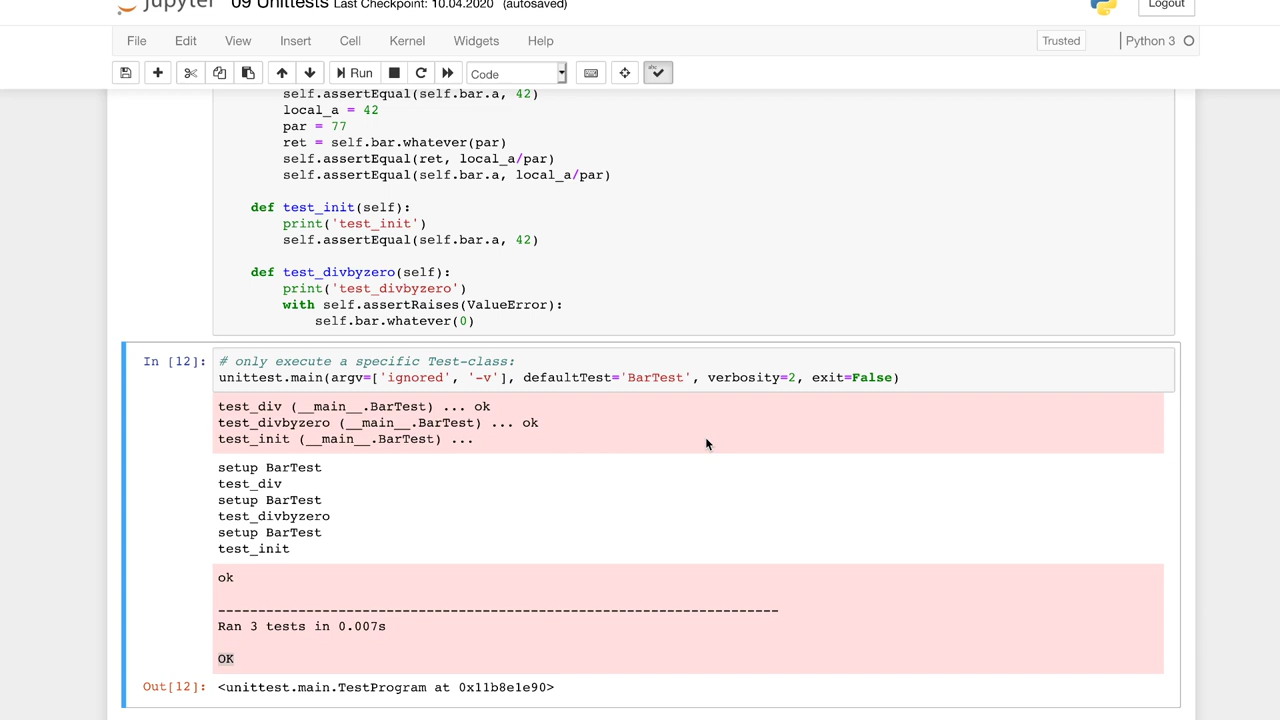 jupyter 09 Unittests Last Checkpoint: 10.04.2020 (autosaved) Logout
File Edit View Insert Cell Kernel Widgets Help Trusted Python 3
Run Code
self.assertEqual(self.bar.a, 42)
local_a = 42
par = 77
ret = self.bar.whatever(par)
self.assertEqual(ret, local_a/par)
self.assertEqual(self.bar.a, local_a/par)
def test_init(self):
print('test_init')
self.assertEqual(self.bar.a, 42)
def test_divbyzero(self):
print('test_divbyzero')
with self.assertRaises(ValueError):
self.bar.whatever(0)
In [12]: # only execute a specific Test-class:
unittest.main(argv=['ignored', '-v'], defaultTest='BarTest', verbosity=2, exit=False)
test_div (__main__.BarTest) ... ok
test_divbyzero (__main__.BarTest) ... ok
test_init (__main__.BarTest) ...
setup BarTest
test_div
setup BarTest
test_divbyzero
setup BarTest
test_init
ok
----------------------------------------------------------------------
Ran 3 tests in 0.007s
OK
Out[12]: <unittest.main.TestProgram at 0x11b8e1e90>